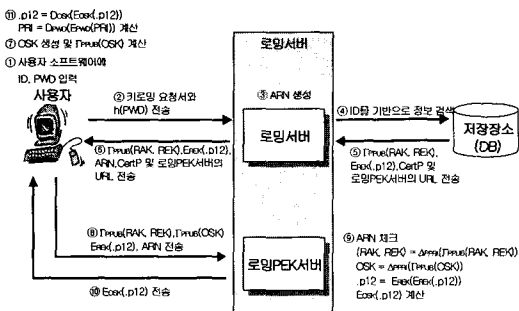 ⑪ .p12 = Dosk(Eosk(.p12))
PRI = DPWD(EPWD(PRI)) 계산
⑦ OSK 생성 및 ΓPPUB(OSK) 계산
① 사용자 소프트웨어에
ID, PWD 입력
사용자
② 키로밍 요청서와
h(PWD) 전송
⑥ ΓPPUB(RAK, REK), EREK(.p12),
ARN,CertP 및 로밍PEK서버의
URL 전송
로밍서버
③ ARN 생성
로밍서버
④ ID를 기반으로 정보 검색
⑤ ΓPPUB(RAK, REK),
EREK(.p12),CertP 및
로밍PEK서버의 URL 전송
저장장소
(DB)
⑧ ΓPPUB(RAK, REK),ΓPPUB(OSK)
EREK(.p12), ARN 전송
⑩ Eosk(.p12) 전송
로밍PEK서버
⑨ ARN 체크
(RAK, REK) = ΔPPRI(ΓPPUB(RAK, REK))
OSK = ΔPPRI(ΓPPUB(OSK))
.p12 = EREK(EREK(.p12))
Eosk(.p12) 계산